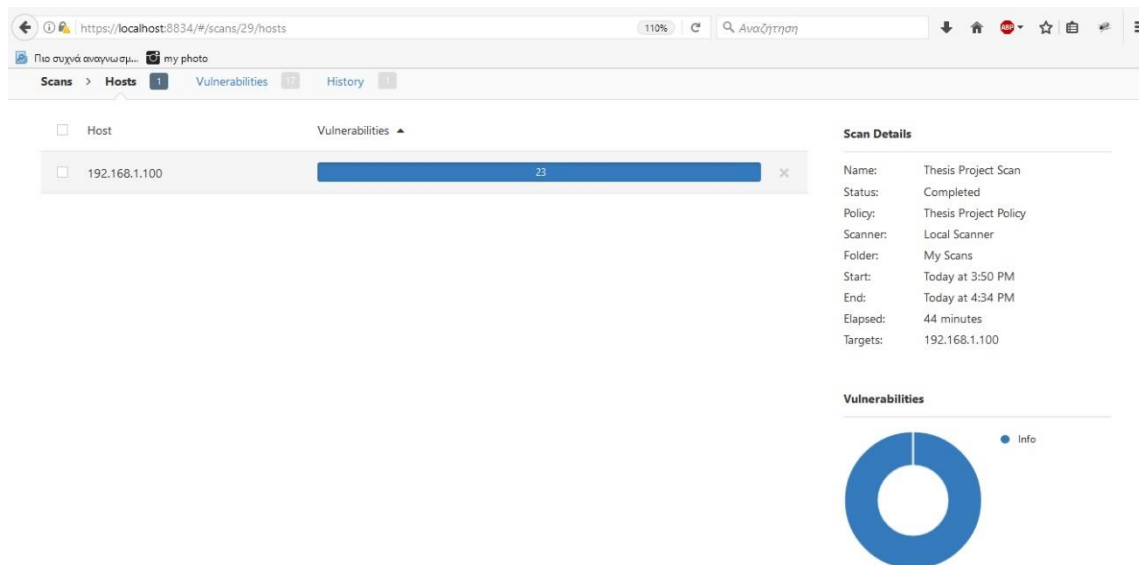 https://localhost:8834/#/scans/29/hosts 110% Αναζήτηση ABP
Πιο συχνά αναγνωσμ... my photo
Scans > Hosts 1 Vulnerabilities 17 History 1
Host Vulnerabilities
192.168.1.100 23
Scan Details
Name: Thesis Project Scan
Status: Completed
Policy: Thesis Project Policy
Scanner: Local Scanner
Folder: My Scans
Start: Today at 3:50 PM
End: Today at 4:34 PM
Elapsed: 44 minutes
Targets: 192.168.1.100
Vulnerabilities
Info